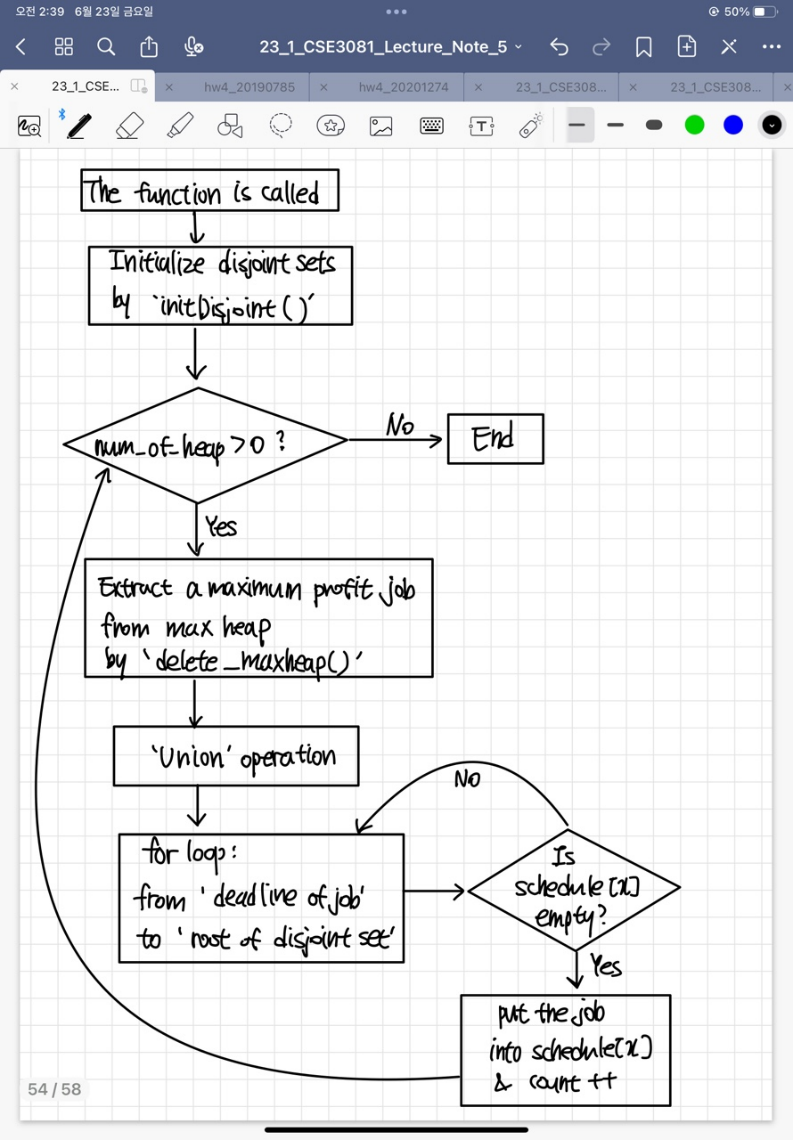 오전 2:39 6월 23일 금요일
50%
23_1_CSE3081_Lecture_Note_5
23_1_CSE...
hw4_20190785
hw4_20201274
23_1_CSE308...
23_1_CSE308...
The function is called
Initialize disjoint sets
by 'initDisjoint()'
num_of_heap > 0 ?
No
End
Yes
Extract a maximum profit job
from max heap
by 'delete_maxheap()'
'Union' operation
No
for loop:
from 'deadline of job'
to 'root of disjoint set'
Is
schedule[x]
empty?
Yes
put the job
into schedule[x]
& count ++
54 / 58